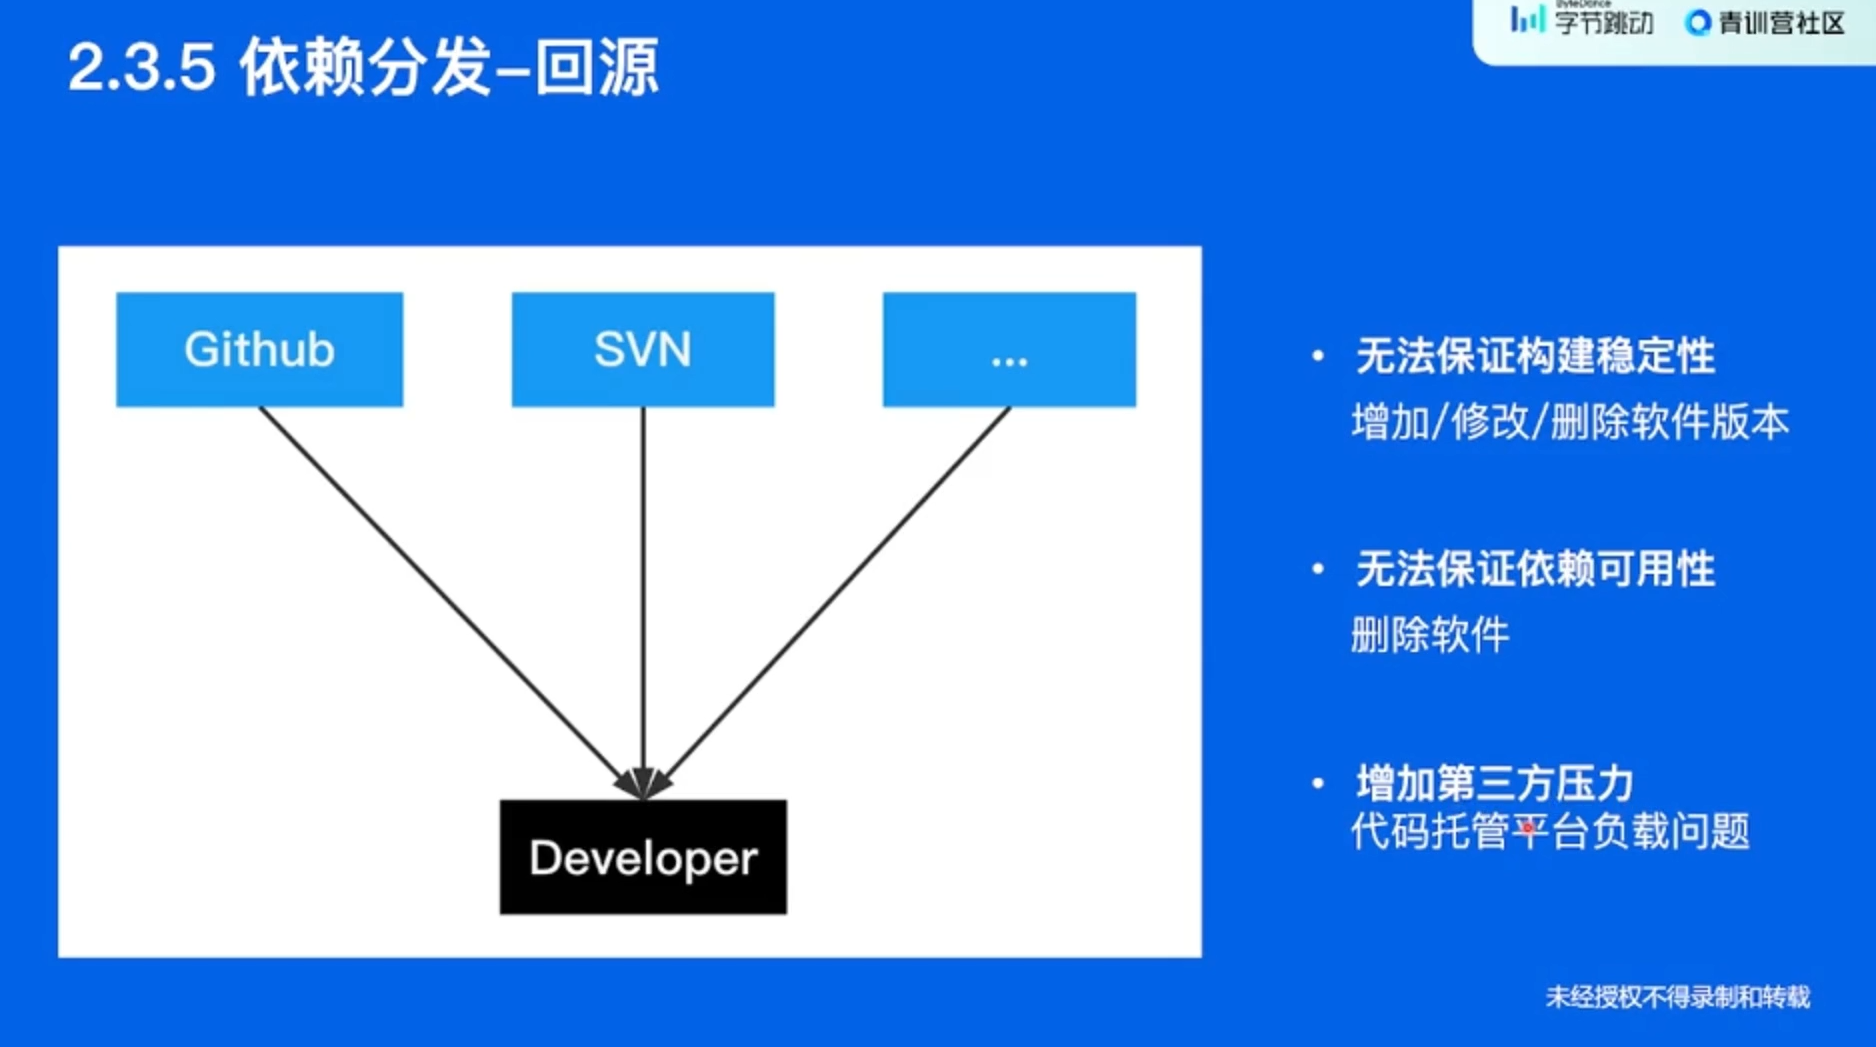 2.3.5 依赖分发-回源
ByteDance
字节跳动
青训营社区
Github
SVN
...
Developer
• 无法保证构建稳定性
增加/修改/删除软件版本
• 无法保证依赖可用性
删除软件
• 增加第三方压力
代码托管平台负载问题
未经授权不得录制和转载